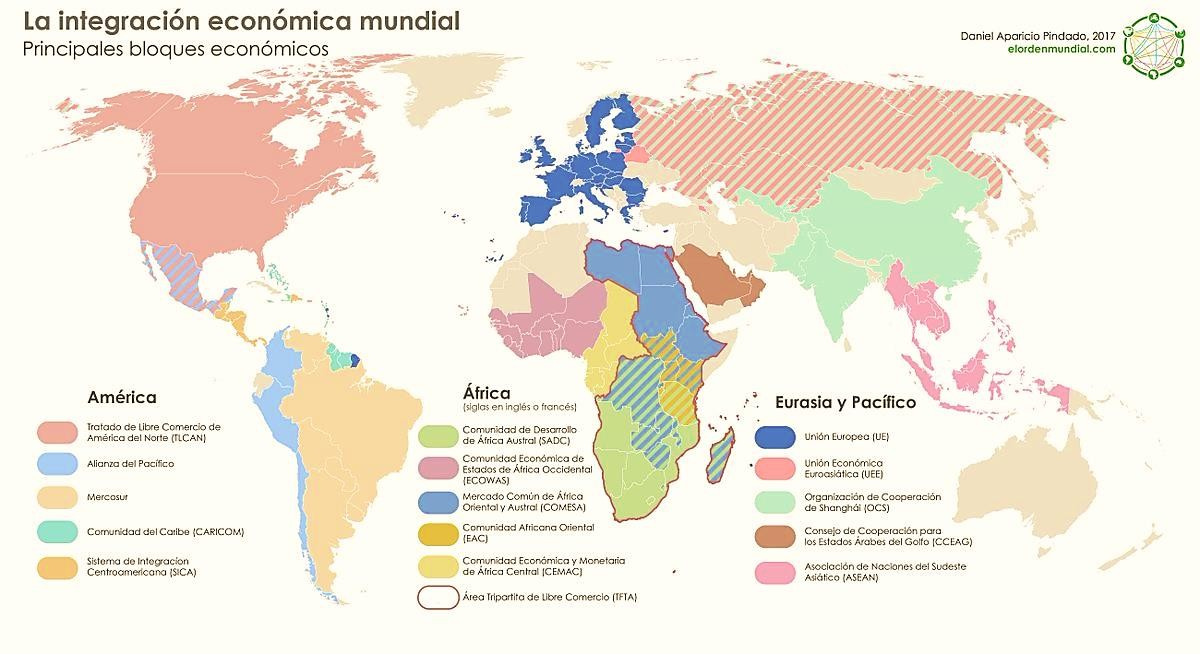 La integración económica mundial
Principales bloques económicos
Daniel Aparicio Pindado, 2017
elordenmundial.com
América
Tratado de Libre Comercio de
América del Norte (TLCAN)
Alianza del Pacífico
Mercosur
Comunidad del Caribe (CARICOM)
Sistema de Integracíon
Centroamericana (SICA)
África
(siglas en inglés o francés)
Comunidad de Desarrollo
de África Austral (SADC)
Comunidad Económica de
Estados de África Occidental
(ECOWAS)
Mercado Común de África
Oriental y Austral (COMESA)
Comunidad Africana Oriental
(EAC)
Comunidad Económica y Monetaria
de África Central (CEMAC)
Área Tripartita de Libre Comercio (TFTA)
Eurasia y Pacífico
Unión Europea (UE)
Unión Económica
Euroasiática (UEE)
Organización de Cooperación
de Shanghái (OCS)
Consejo de Cooperación para
los Estados Árabes del Golfo (CCEAG)
Asociación de Naciones del Sudeste
Asiático (ASEAN)